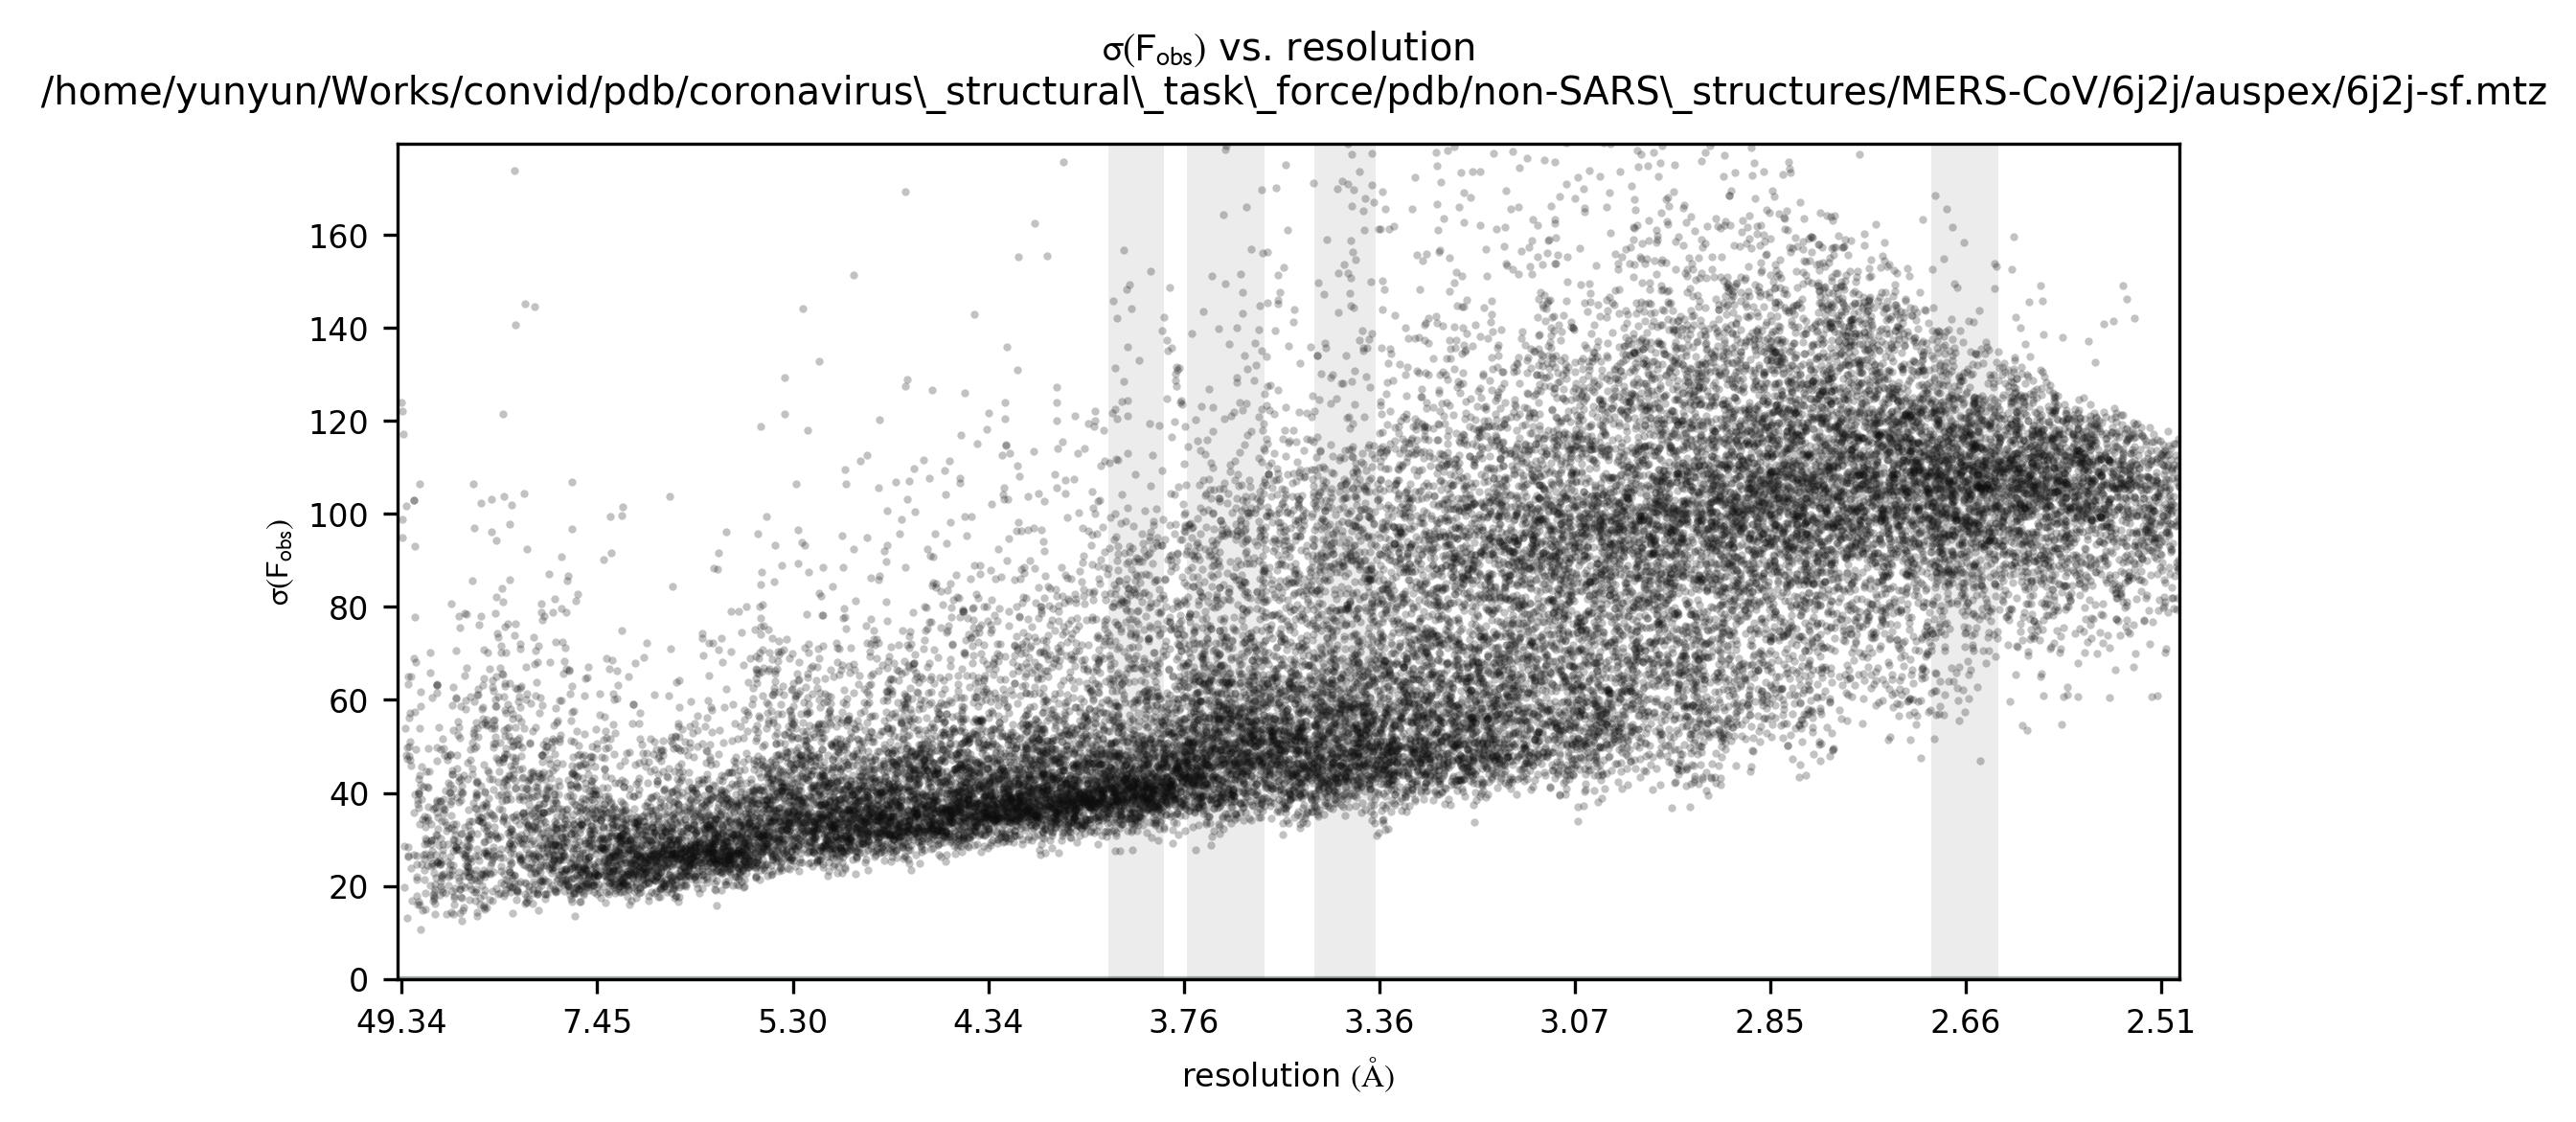 σ(Fobs) vs. resolution
/home/yunyun/Works/convid/pdb/coronavirus\_structural\_task\_force/pdb/non-SARS\_structures/MERS-CoV/6j2j/auspex/6j2j-sf.mtz
σ(Fobs)
160
140
120
100
80
60
40
20
0
49.34 7.45 5.30 4.34 3.76 3.36 3.07 2.85 2.66 2.51
resolution (Å)